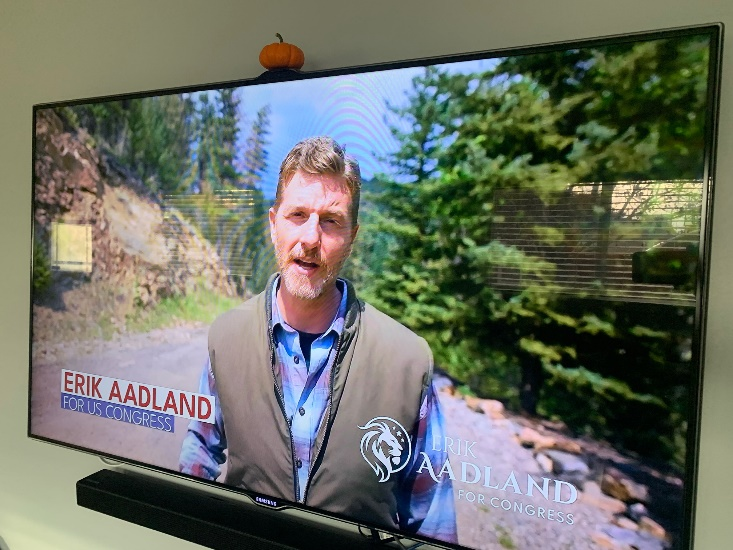 ERIK AADLAND
FOR US CONGRESS
ERIK
AADLAND
FOR CONGRESS
SAMSUNG